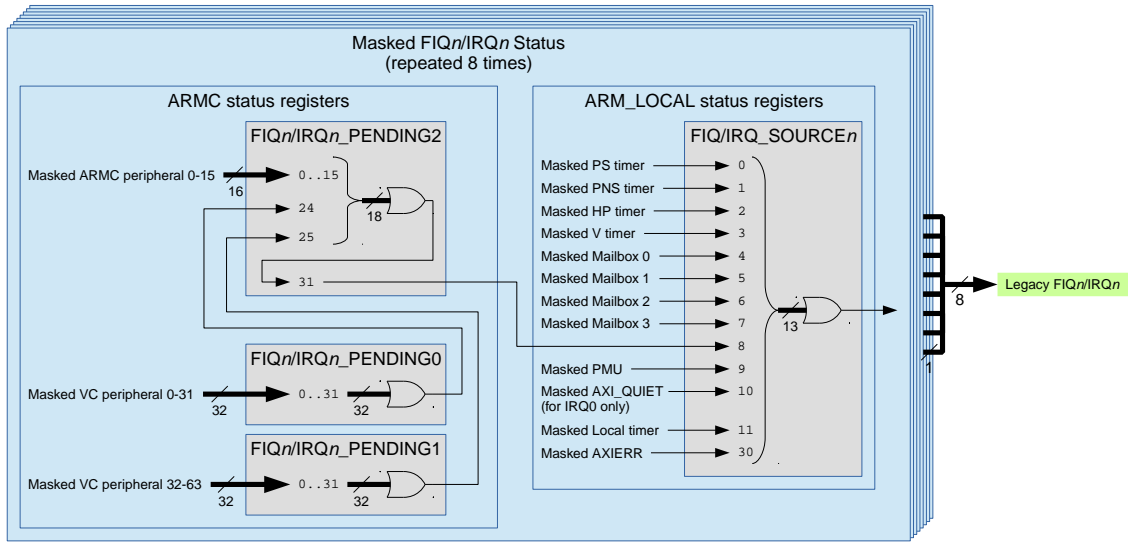 Masked FIQn/IRQn Status
(repeated 8 times)
ARMC status registers
FIQn/IRQn_PENDING2
Masked ARMC peripheral 0-15
16
0..15
24
25
18
31
FIQn/IRQn_PENDING0
Masked VC peripheral 0-31
32
0..31
32
FIQn/IRQn_PENDING1
Masked VC peripheral 32-63
32
0..31
32
ARM_LOCAL status registers
FIQ/IRQ_SOURCEn
Masked PS timer
0
Masked PNS timer
1
Masked HP timer
2
Masked V timer
3
Masked Mailbox 0
4
Masked Mailbox 1
5
Masked Mailbox 2
6
Masked Mailbox 3
7
8
Masked PMU
9
Masked AXI_QUIET
(for IRQ0 only)
10
Masked Local timer
11
Masked AXIERR
30
13
1
8
Legacy FIQn/IRQn